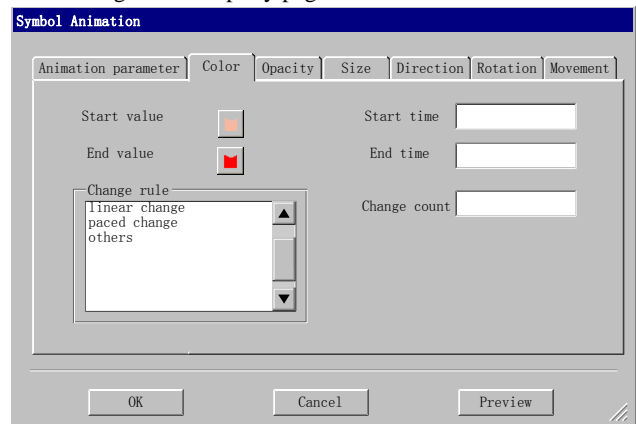 Symbol Animation
Animation parameter Color Opacity Size Direction Rotation Movement
Start value Start time
End value End time
Change rule
linear change
paced change
others
Change count
OK Cancel Preview